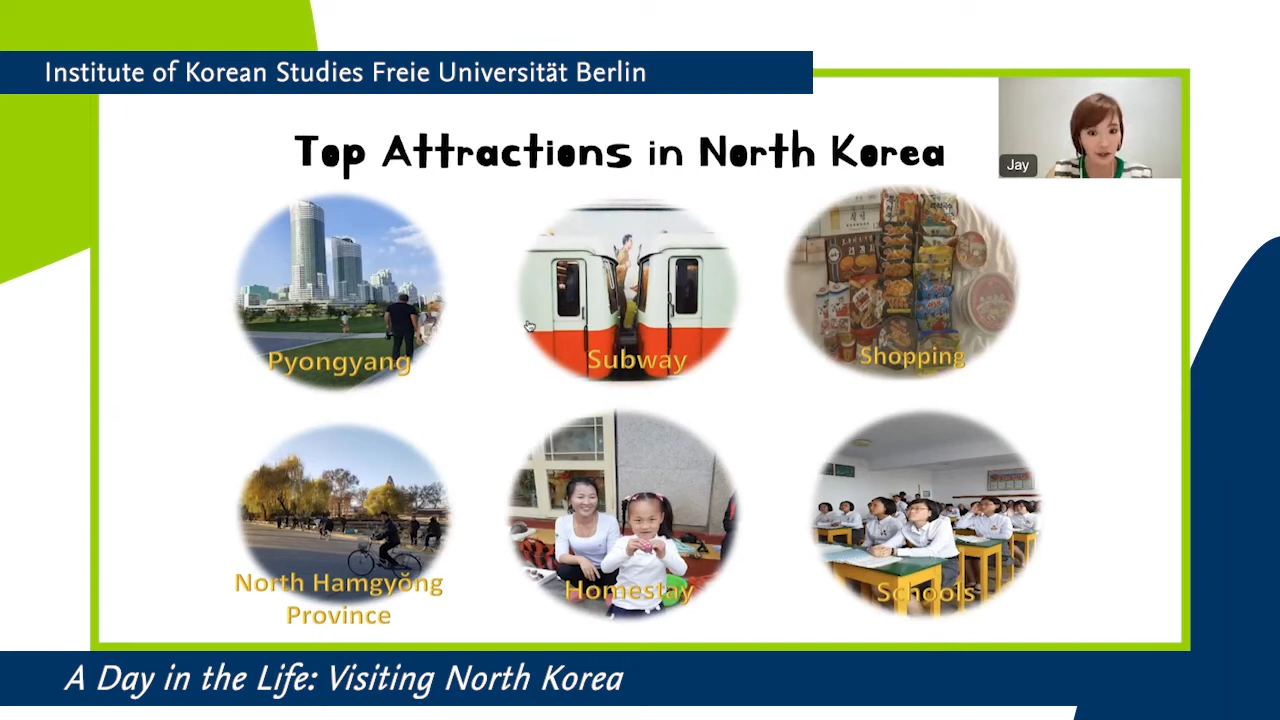 Institute of Korean Studies Freie Universität Berlin
Top Attractions in North Korea
Jay
Pyongyang
Subway
Shopping
North Hamgyŏng
Province
Homestay
Schools
A Day in the Life: Visiting North Korea